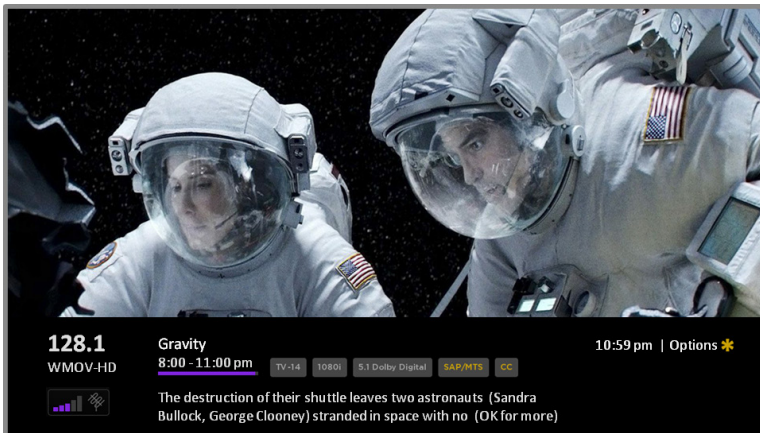 128.1
WMOV-HD
Gravity
8:00 - 11:00 pm
TV-14
1080i
5.1 Dolby Digital
SAP/MTS
CC
10:59 pm | Options ✱
The destruction of their shuttle leaves two astronauts (Sandra
Bullock, George Clooney) stranded in space with no (OK for more)